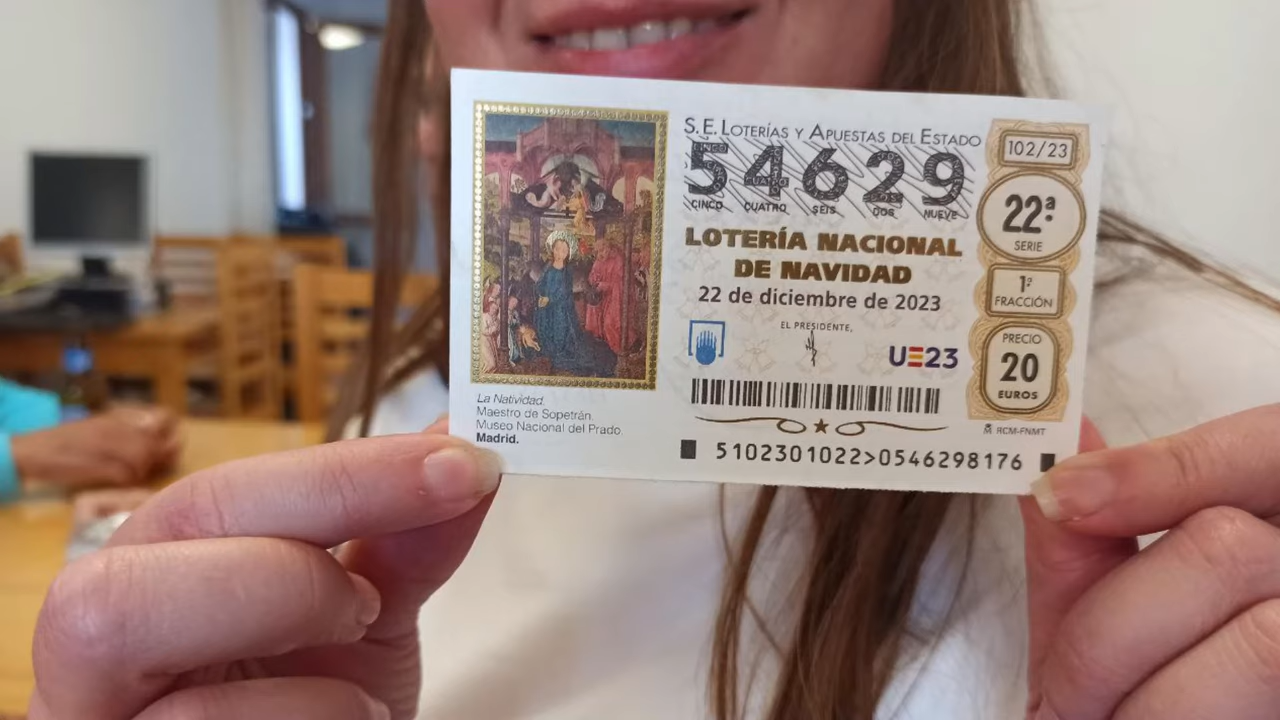 S.E. LOTERÍAS Y APUESTAS DEL ESTADO
54629
CINCO CUATRO SEIS DOS NUEVE
LOTERÍA NACIONAL
DE NAVIDAD
22 de diciembre de 2023
EL PRESIDENTE,
UE23
5102301022>0546298176
102/23
22ª
SERIE
1ª
FRACCIÓN
PRECIO
20
EUROS
RCM-FNMT
La Natividad.
Maestro de Sopetrán.
Museo Nacional del Prado.
Madrid.